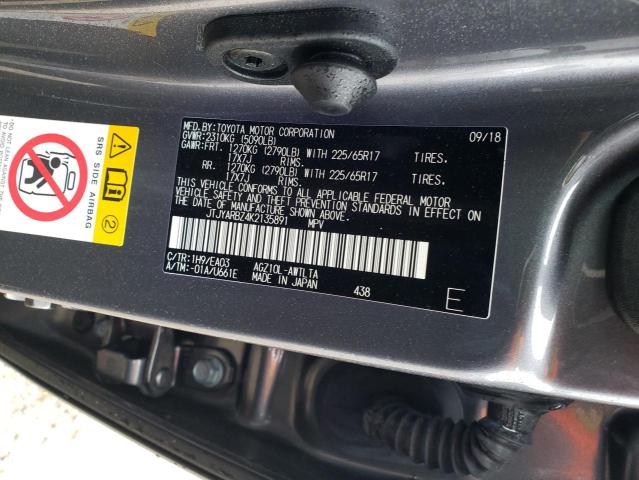 MFD.BY:TOYOTA MOTOR CORPORATION 09/18
GVWR:2310KG (5090LB)
GAWR:FRT. 1270KG (2790LB) WITH 225/65R17 TIRES.
17X7J RIMS.
RR. 1270KG (2790LB) WITH 225/65R17 TIRES.
17X7J RIMS.
THIS VEHICLE CONFORMS TO ALL APPLICABLE FEDERAL MOTOR
VEHICLE SAFETY AND THEFT PREVENTION STANDARDS IN EFFECT ON
THE DATE OF MANUFACTURE SHOWN ABOVE.
JTJYARBZ4K2135891 MPV
C/TR:1H9/EA03 AGZ10L-AWTLTA
A/TM:-01A/U661E MADE IN JAPAN 438 E
SRS SIDE AIRBAG
2